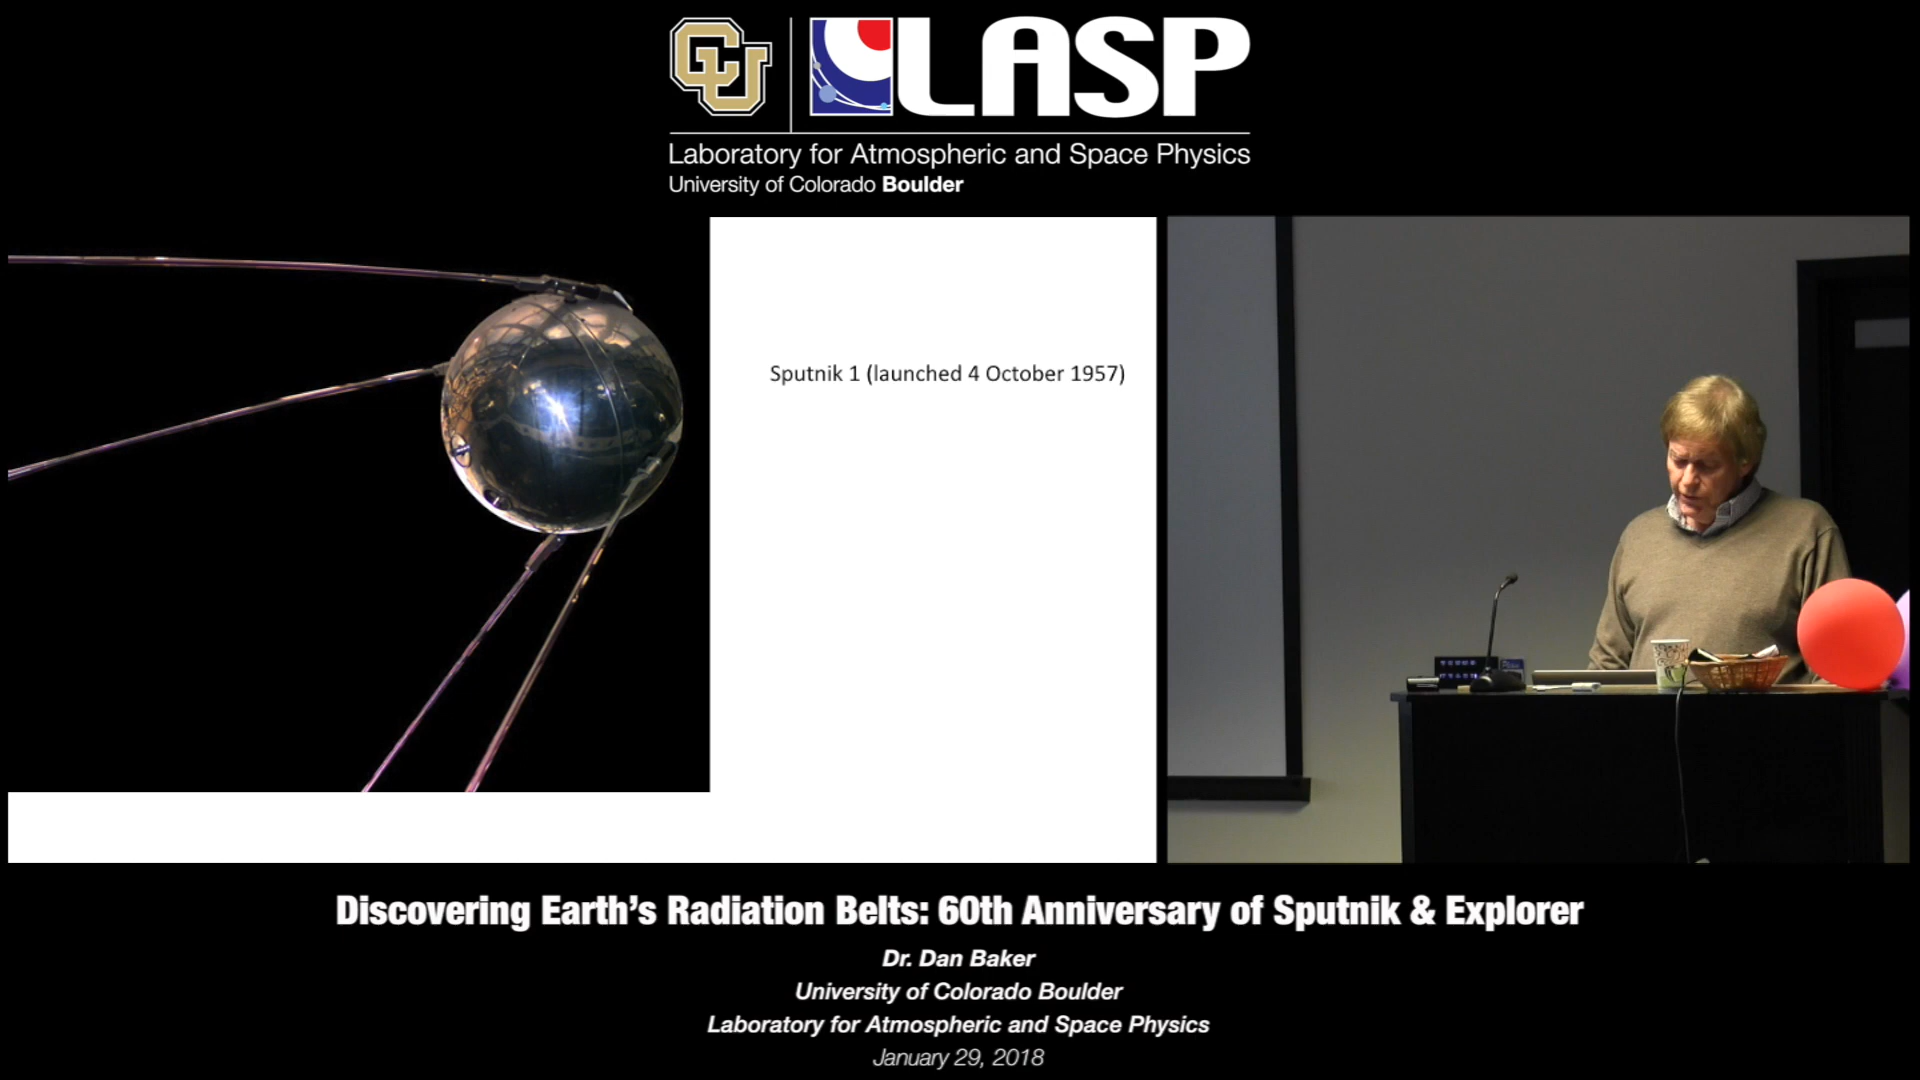 CU
LASP
Laboratory for Atmospheric and Space Physics
University of Colorado Boulder
Sputnik 1 (launched 4 October 1957)
Discovering Earth’s Radiation Belts: 60th Anniversary of Sputnik & Explorer
Dr. Dan Baker
University of Colorado Boulder
Laboratory for Atmospheric and Space Physics
January 29, 2018